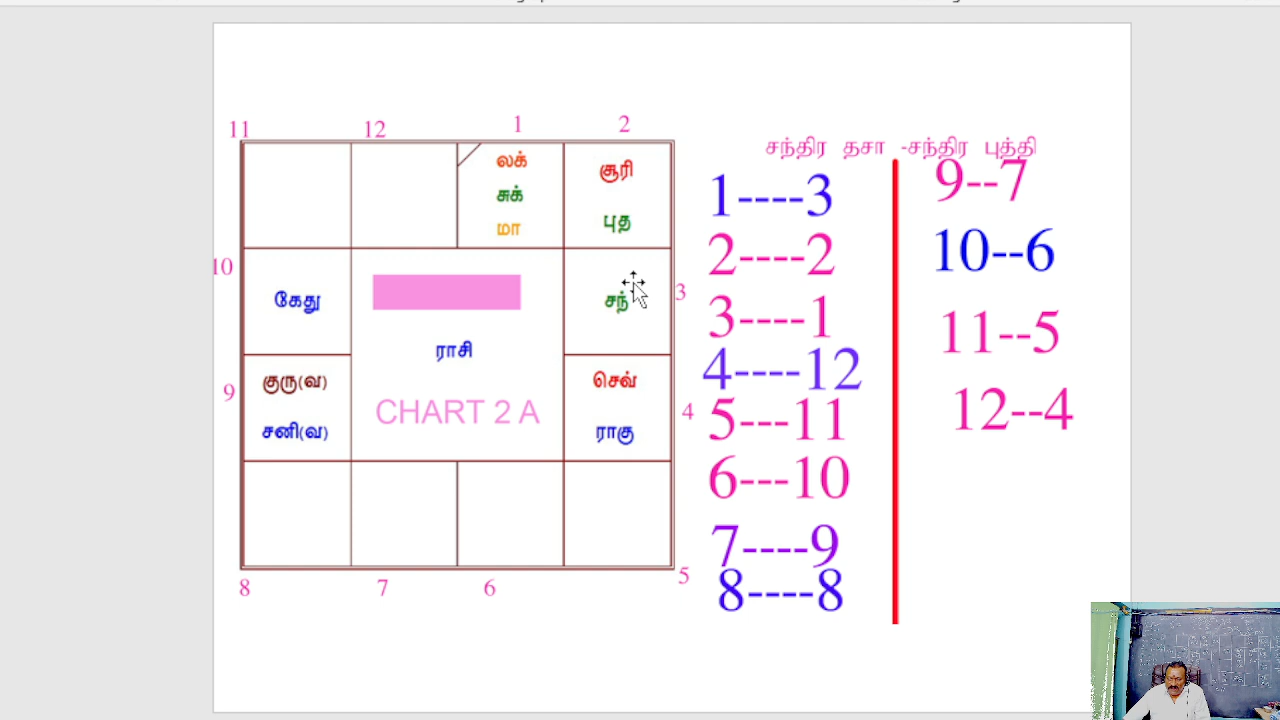 11 12 1 2
லக்
சுக்
மா
சூரி
புத
10
கேது
சந்
3
ராசி
CHART 2 A
9
குரு(வ)
சனி(வ)
செவ்
ராகு
4
8 7 6 5
சந்திர தசா -சந்திர புத்தி
1----3
2----2
3----1
4----12
5---11
6---10
7----9
8----8
9--7
10--6
11--5
12--4